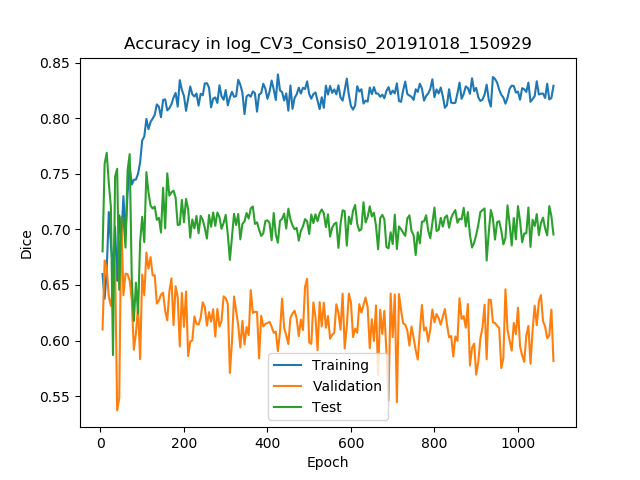 Accuracy in log_CV3_Consis0_20191018_150929
0.85
0.80
0.75
0.70
0.65
0.60
0.55
Dice
0
200
400
600
800
1000
Epoch
Training
Validation
Test